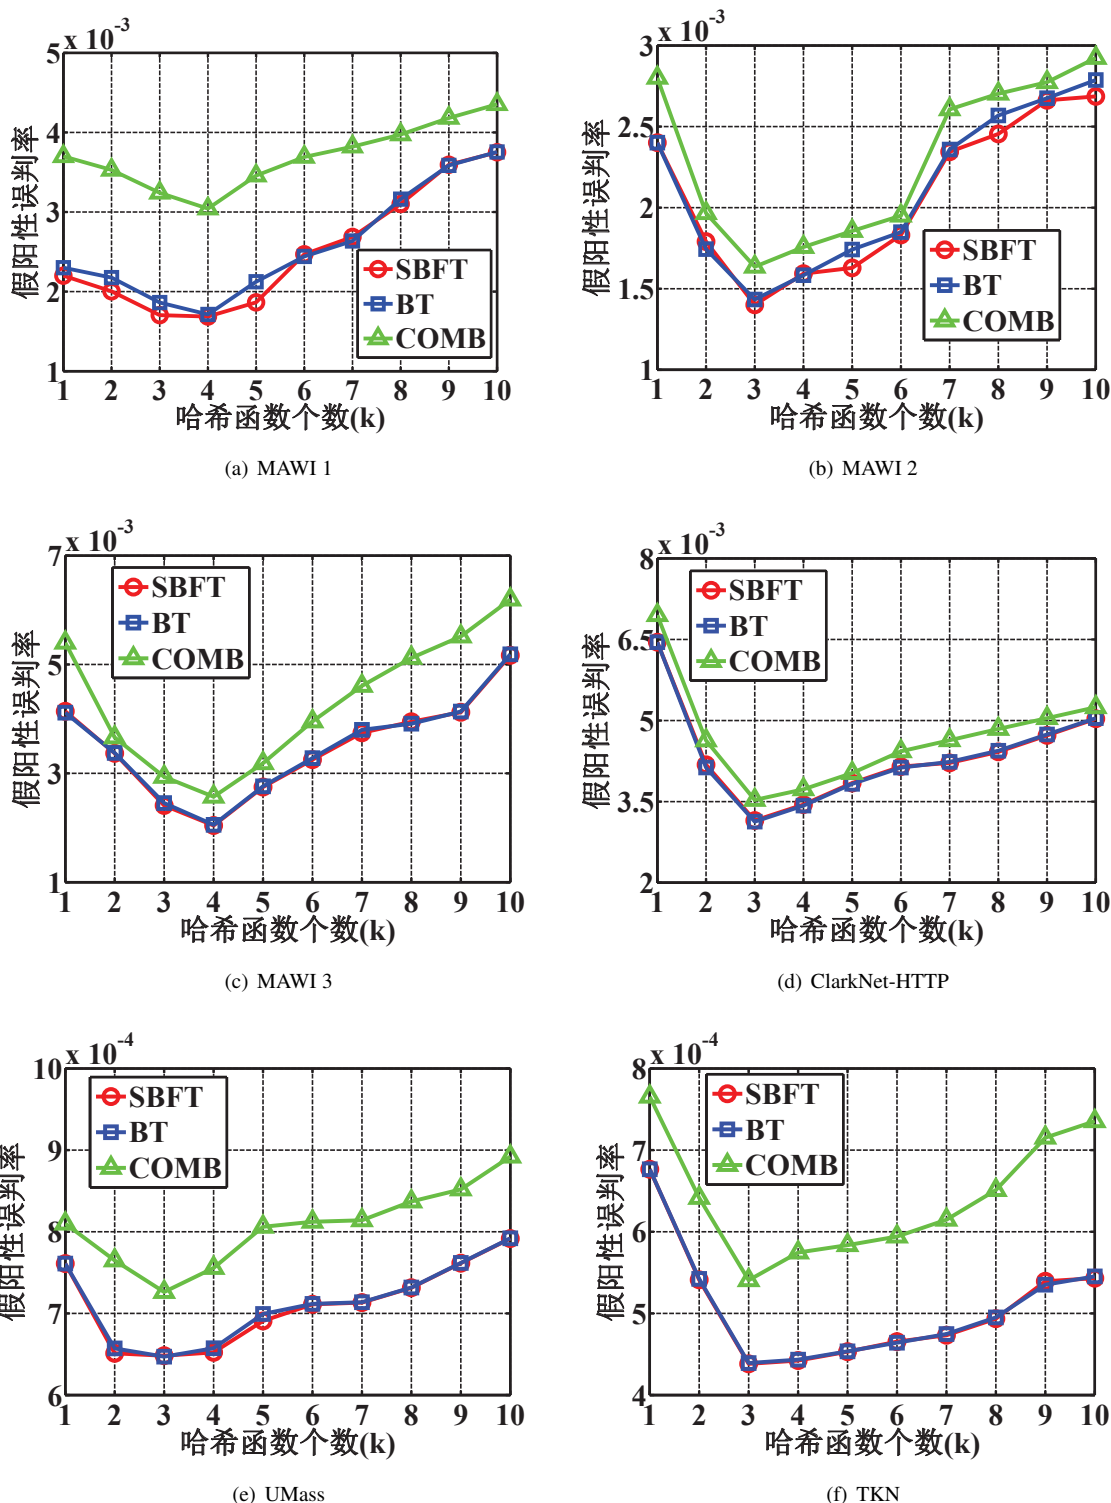 x 10^-3
5
4
3
2
1
假阳性误判率
SBFT
BT
COMB
1 2 3 4 5 6 7 8 9 10
哈希函数个数(k)
(a) MAWI 1
x 10^-3
3
2.5
2
1.5
1
假阳性误判率
SBFT
BT
COMB
1 2 3 4 5 6 7 8 9 10
哈希函数个数(k)
(b) MAWI 2
x 10^-3
7
5
3
1
假阳性误判率
SBFT
BT
COMB
1 2 3 4 5 6 7 8 9 10
哈希函数个数(k)
(c) MAWI 3
x 10^-3
8
6.5
5
3.5
2
假阳性误判率
SBFT
BT
COMB
1 2 3 4 5 6 7 8 9 10
哈希函数个数(k)
(d) ClarkNet-HTTP
x 10^-4
10
9
8
7
6
假阳性误判率
SBFT
BT
COMB
1 2 3 4 5 6 7 8 9 10
哈希函数个数(k)
(e) UMass
x 10^-4
8
7
6
5
4
假阳性误判率
SBFT
BT
COMB
1 2 3 4 5 6 7 8 9 10
哈希函数个数(k)
(f) TKN